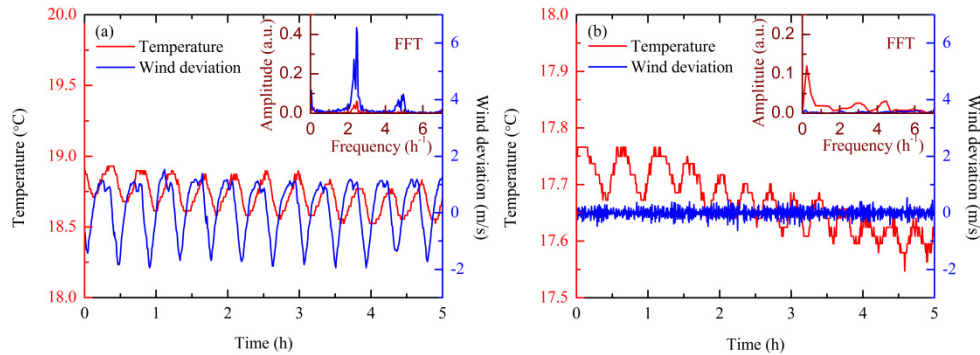 (a)
Temperature
Wind deviation
FFT
Amplitude (a.u.)
0.4
0.2
0.0
0 2 4 6
Frequency (h-1)
20.0
19.5
19.0
18.5
18.0
Temperature (°C)
6
4
2
0
-2
Wind deviation (m/s)
0 1 2 3 4 5
Time (h)
(b)
Temperature
Wind deviation
FFT
Amplitute (a.u.)
0.2
0.1
0.0
0 2 4 6
Frequency (h-1)
18.0
17.9
17.8
17.7
17.6
17.5
Temperature (°C)
6
4
2
0
-2
Wind deviation (m/s)
0 1 2 3 4 5
Time (h)